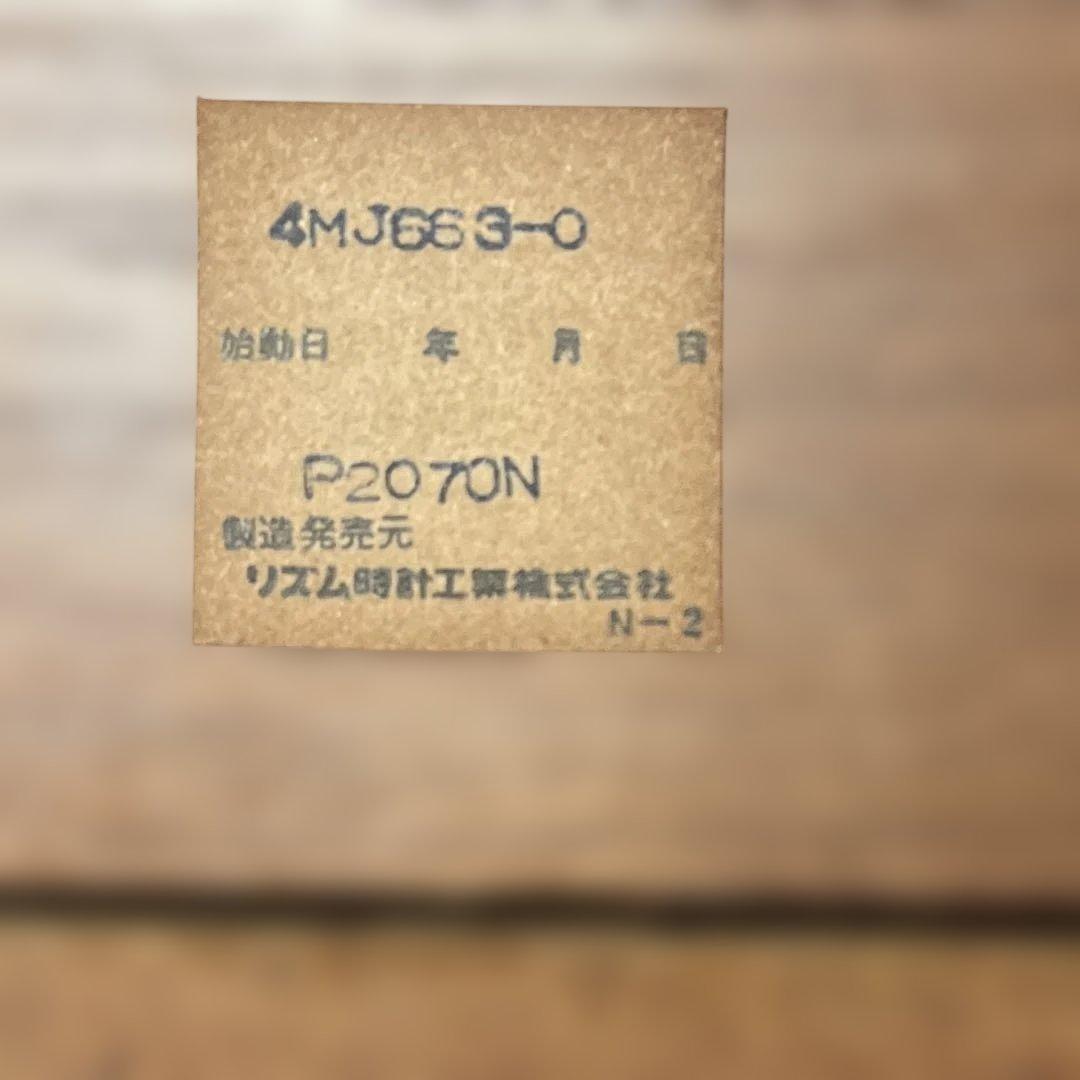 4MJ663-0
始動日 年 月 日
P2070N
製造発売元
リズム時計工業株式会社
N-2